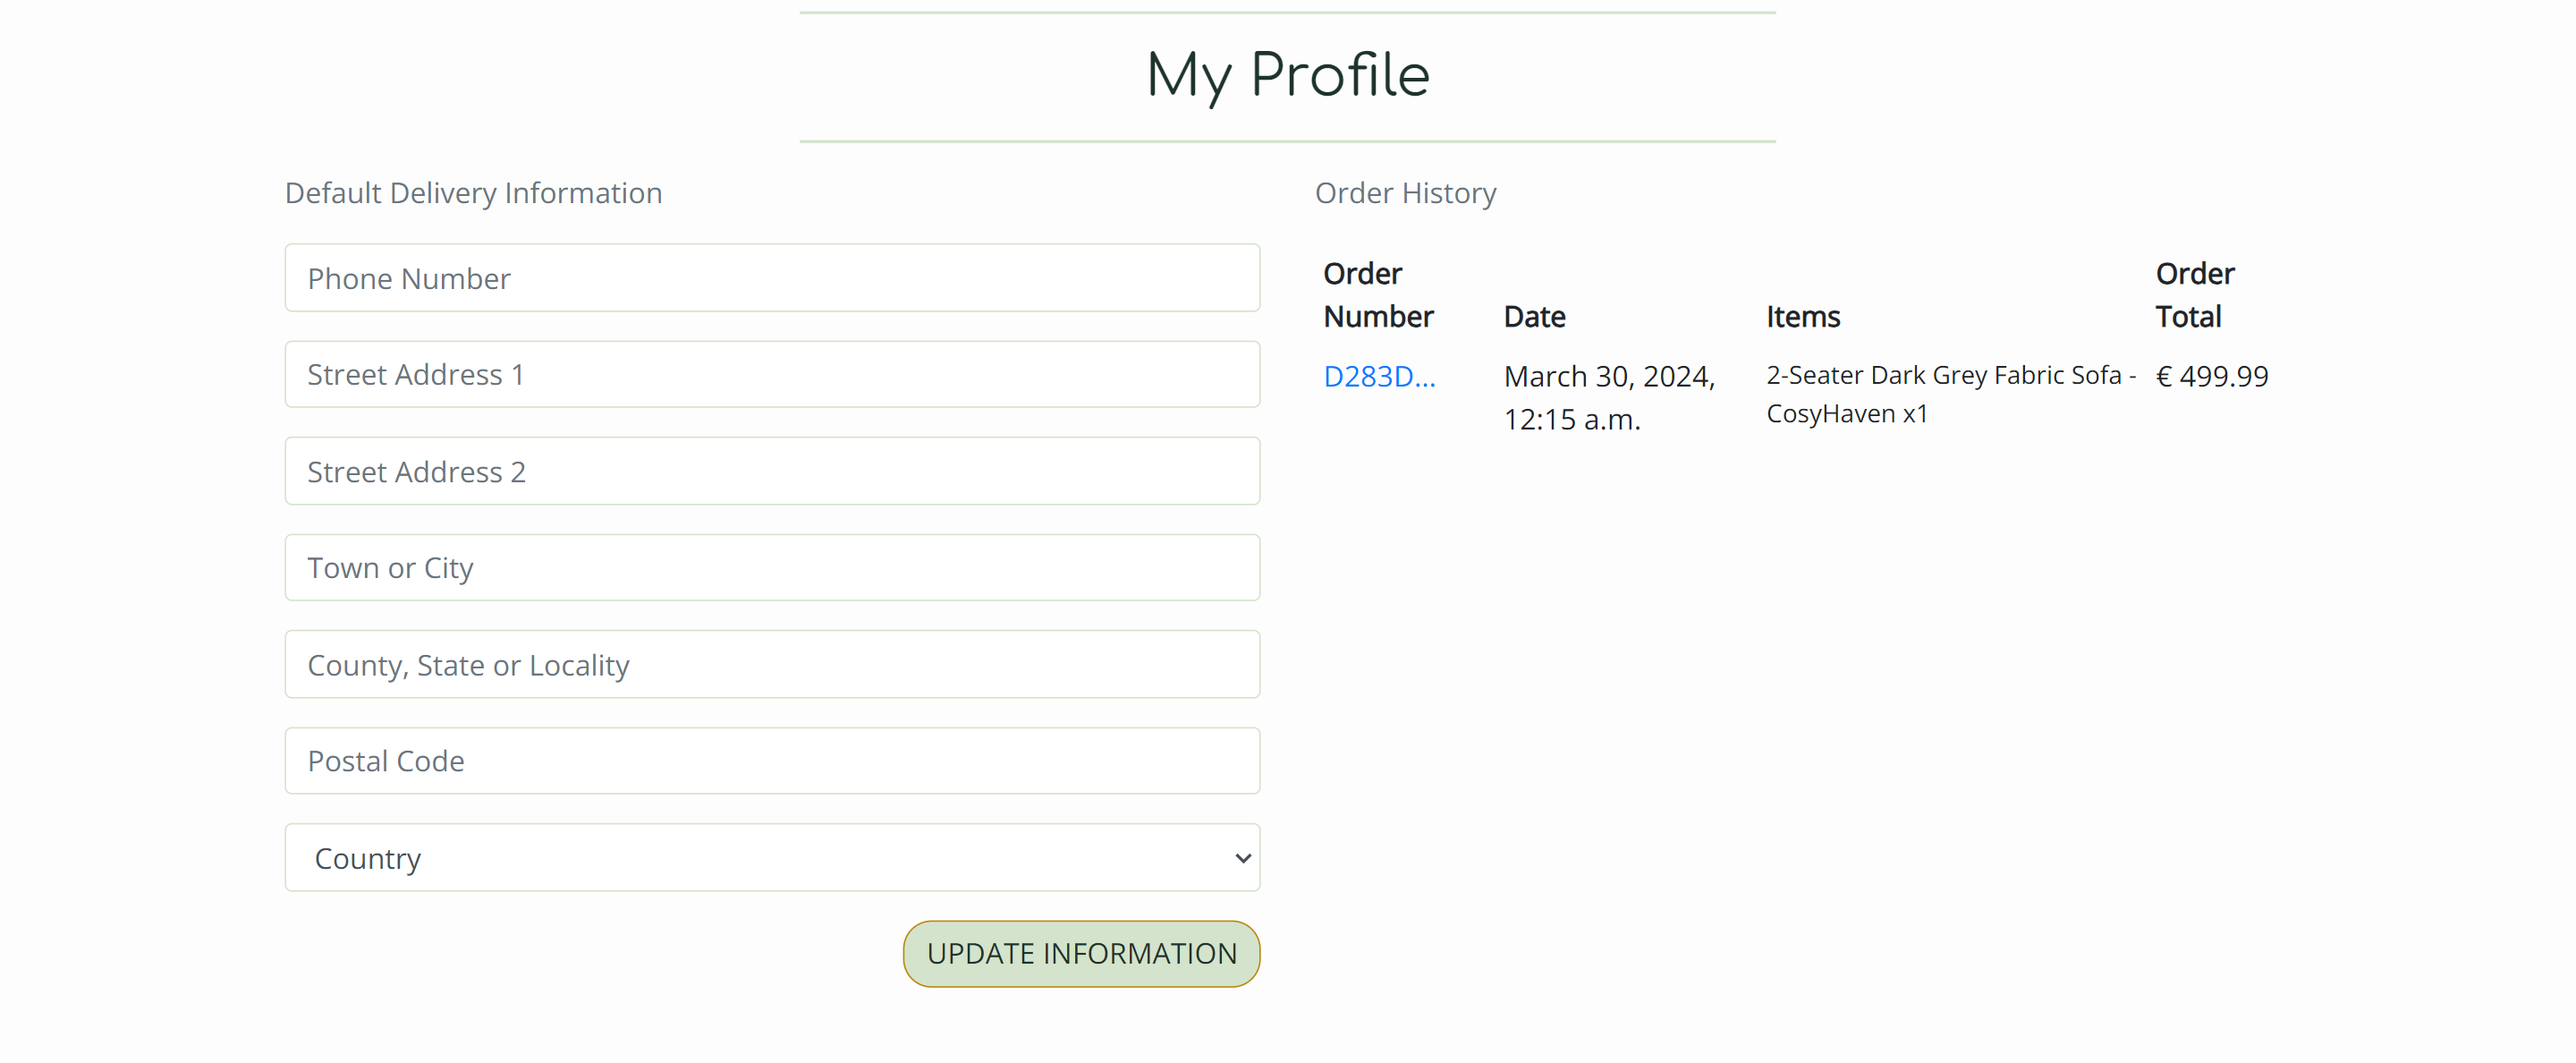 My Profile
Default Delivery Information
Phone Number
Street Address 1
Street Address 2
Town or City
County, State or Locality
Postal Code
Country
UPDATE INFORMATION
Order History
Order
Number
Date
Items
Order
Total
D283D...
March 30, 2024,
12:15 a.m.
2-Seater Dark Grey Fabric Sofa -
CosyHaven x1
€ 499.99